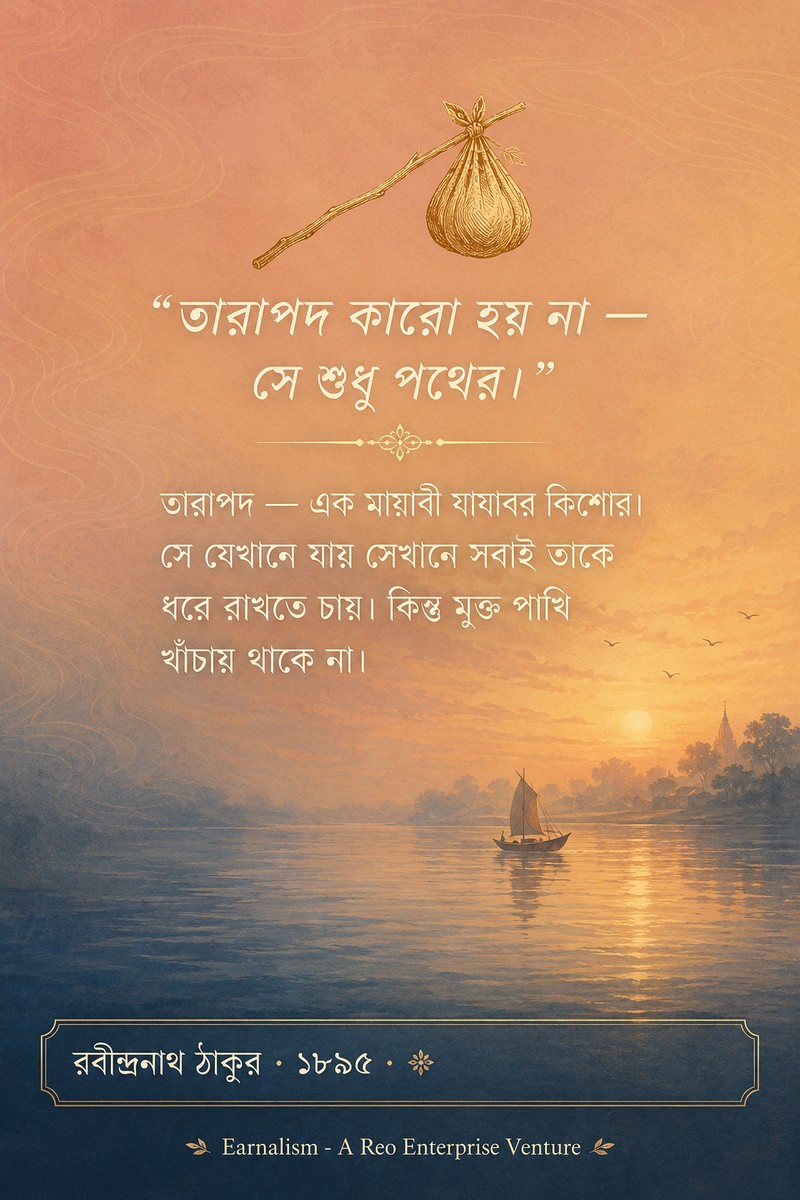 “তারাপদ কারো হয় না —
সে শুধু পথের।”
তারাপদ — এক মায়াবী যাযাবর কিশোর।
সে যেখানে যায় সেখানে সবাই তাকে
ধরে রাখতে চায়। কিন্তু মুক্ত পাখি
খাঁচায় থাকে না।
রবীন্দ্রনাথ ঠাকুর · ১৮৯৫ ·
Earnalism - A Reo Enterprise Venture